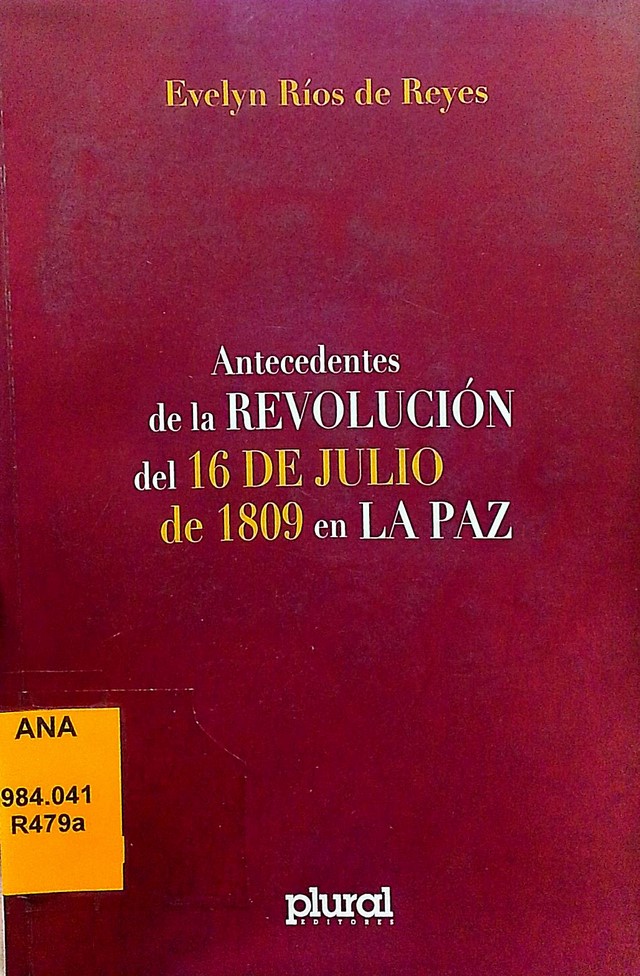 Evelyn Ríos de Reyes
Antecedentes
de la REVOLUCIÓN
del 16 DE JULIO
de 1809 en LA PAZ
ANA
984.041
R479a
plural
EDITORES